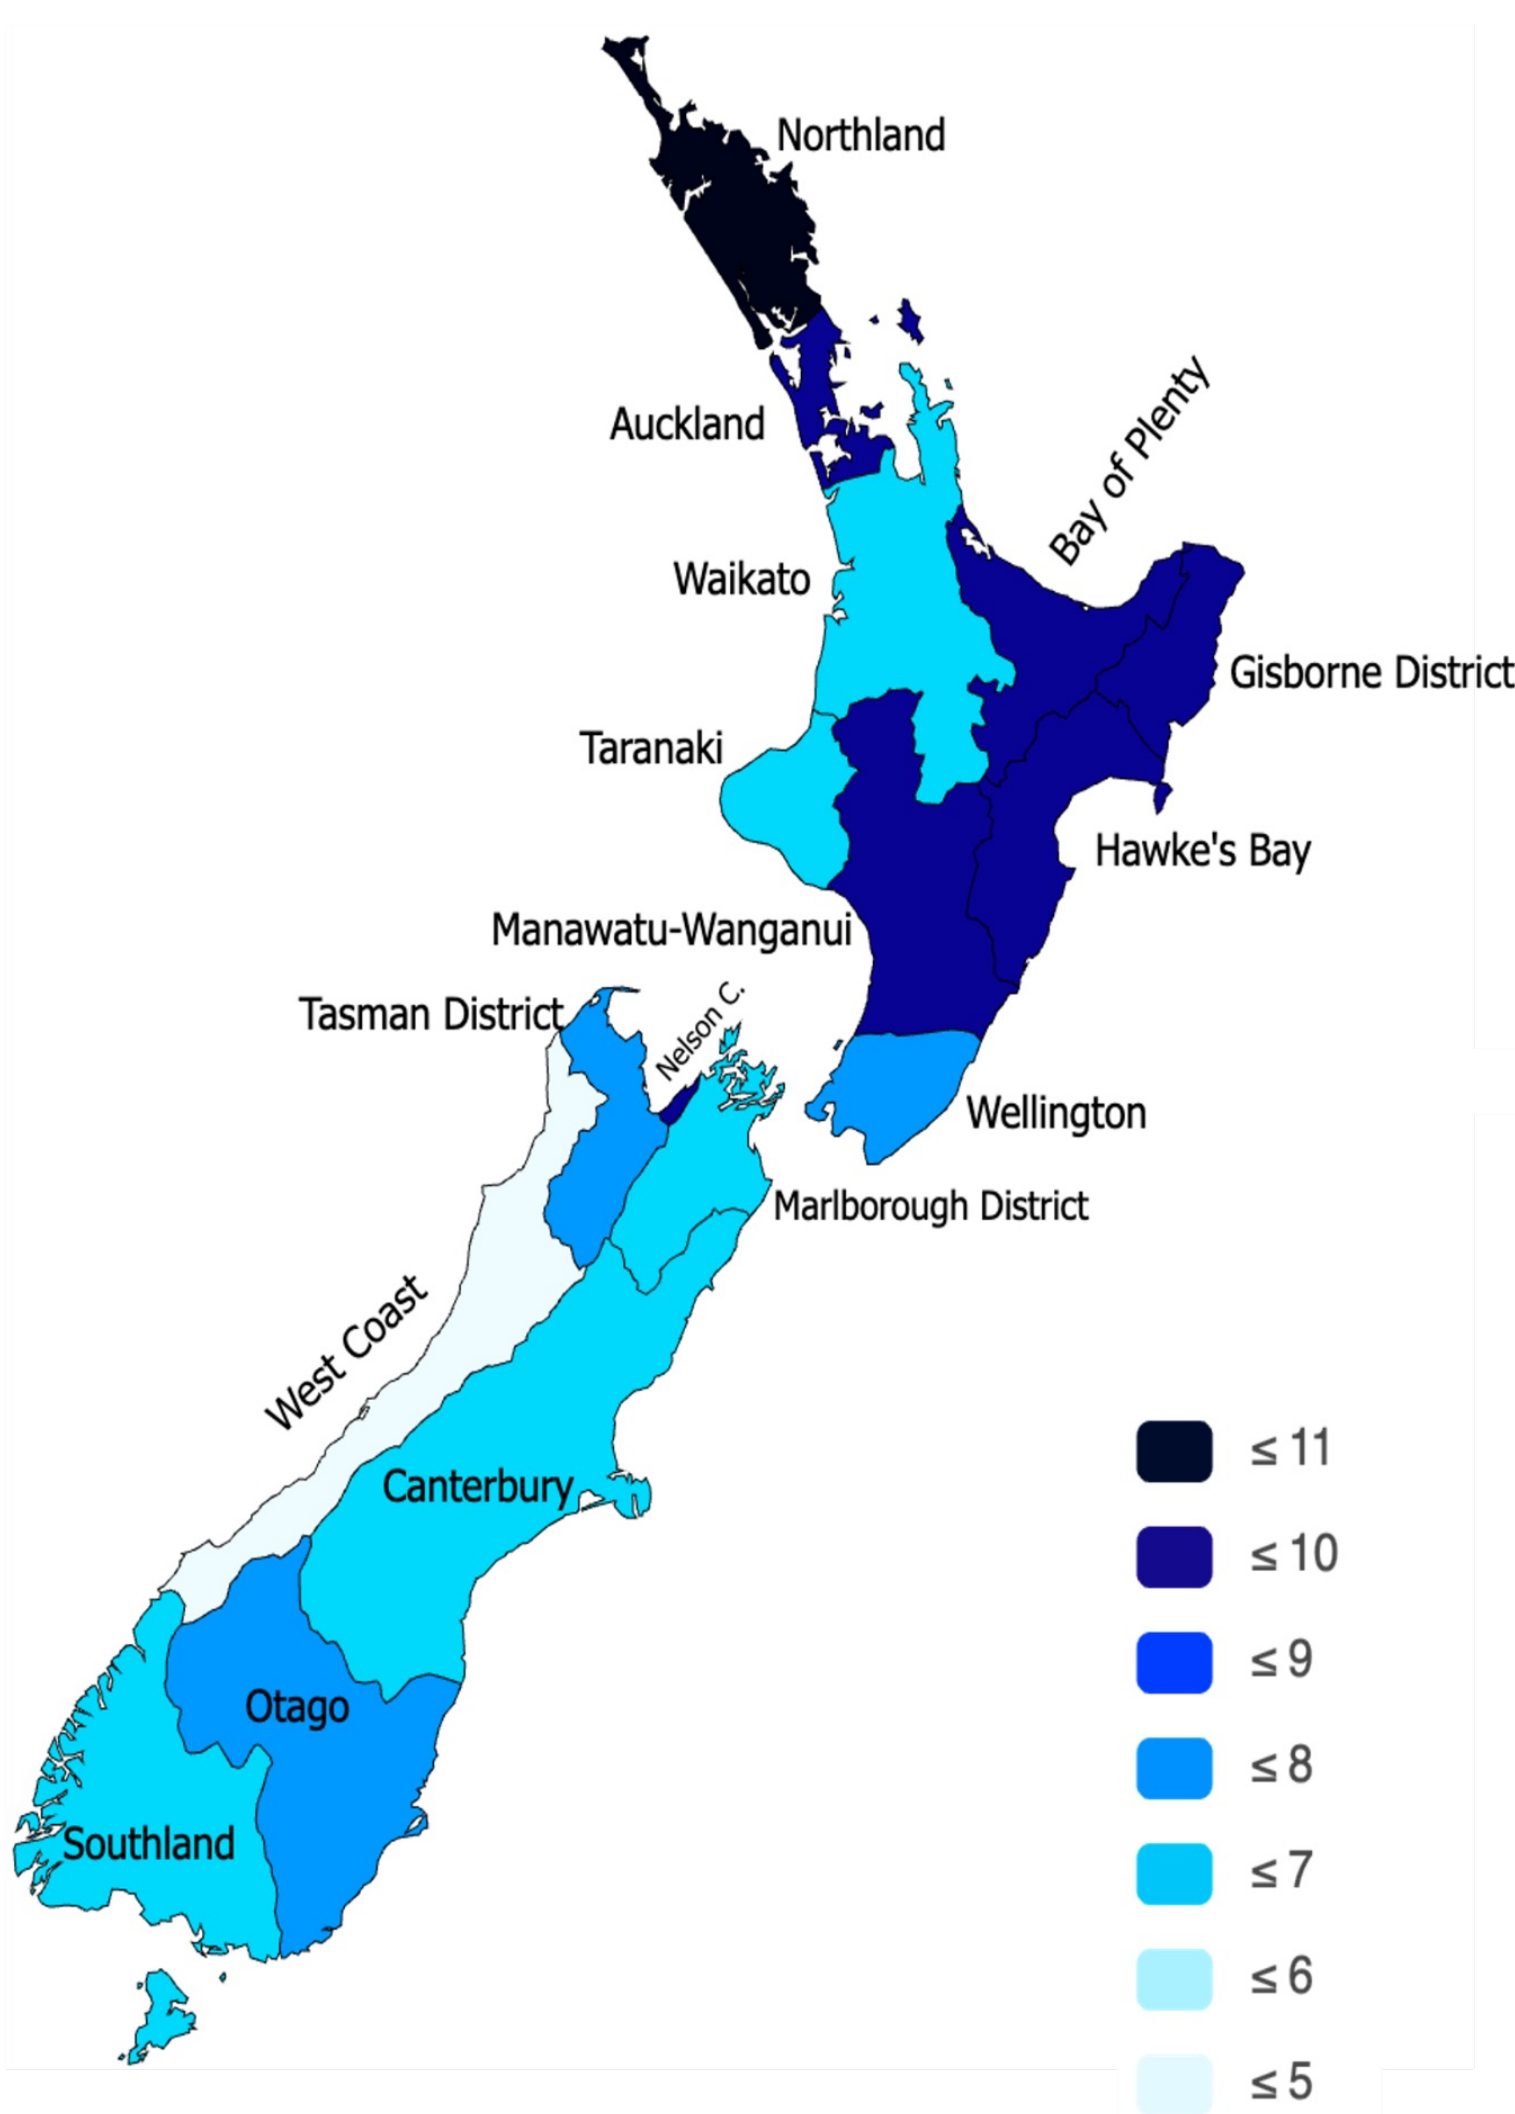 Northland
Auckland
Bay of Plenty
Waikato
Gisborne District
Taranaki
Hawke's Bay
Manawatu-Wanganui
Tasman District
Nelson C.
Wellington
Marlborough District
West Coast
Canterbury
Otago
Southland
≤ 11
≤ 10
≤ 9
≤ 8
≤ 7
≤ 6
≤ 5